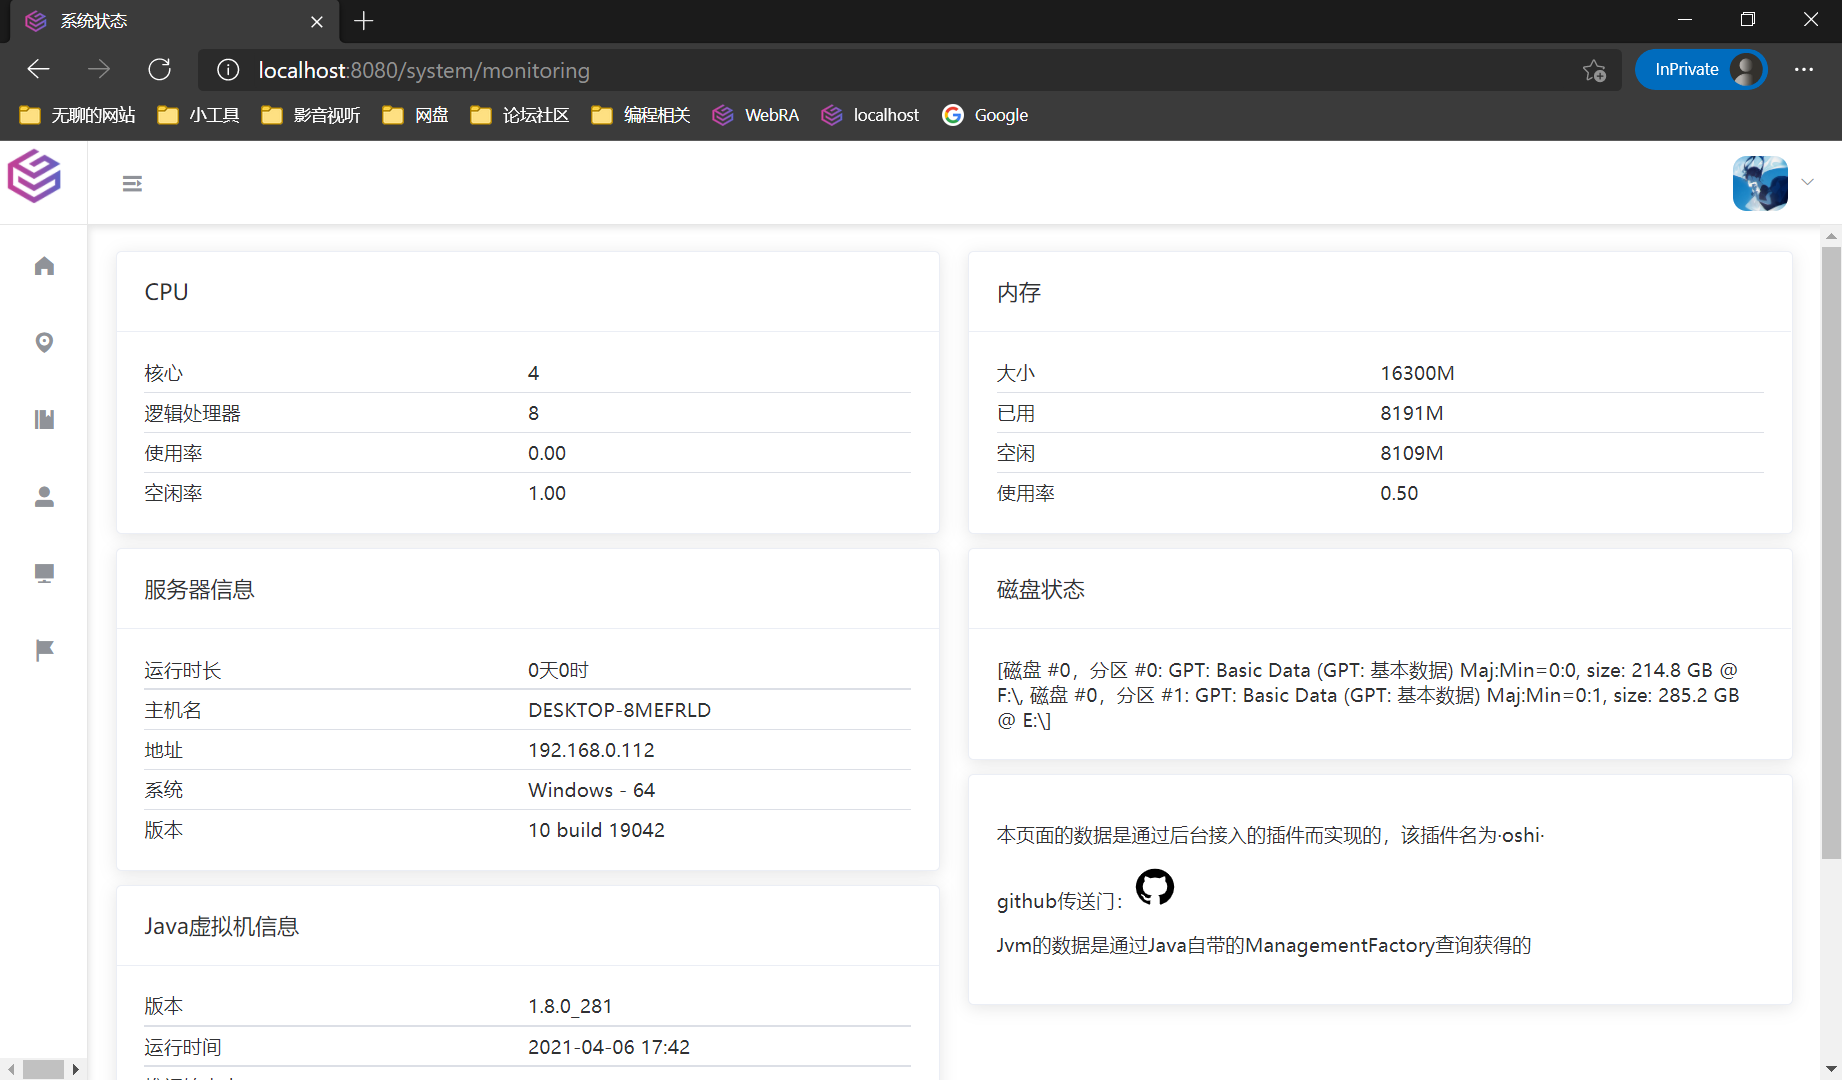 系统状态
localhost:8080/system/monitoring
InPrivate
无聊的网站 小工具 影音视听 网盘 论坛社区 编程相关 WebRA localhost Google
CPU
核心 4
逻辑处理器 8
使用率 0.00
空闲率 1.00
内存
大小 16300M
已用 8191M
空闲 8109M
使用率 0.50
服务器信息
运行时长 0天0时
主机名 DESKTOP-8MEFRLD
地址 192.168.0.112
系统 Windows - 64
版本 10 build 19042
磁盘状态
[磁盘 #0，分区 #0: GPT: Basic Data (GPT: 基本数据) Maj:Min=0:0, size: 214.8 GB @
F:\, 磁盘 #0，分区 #1: GPT: Basic Data (GPT: 基本数据) Maj:Min=0:1, size: 285.2 GB
@ E:\]
本页面的数据是通过后台接入的插件而实现的，该插件名为·oshi·
github传送门：
Jvm的数据是通过Java自带的ManagementFactory查询获得的
Java虚拟机信息
版本 1.8.0_281
运行时间 2021-04-06 17:42